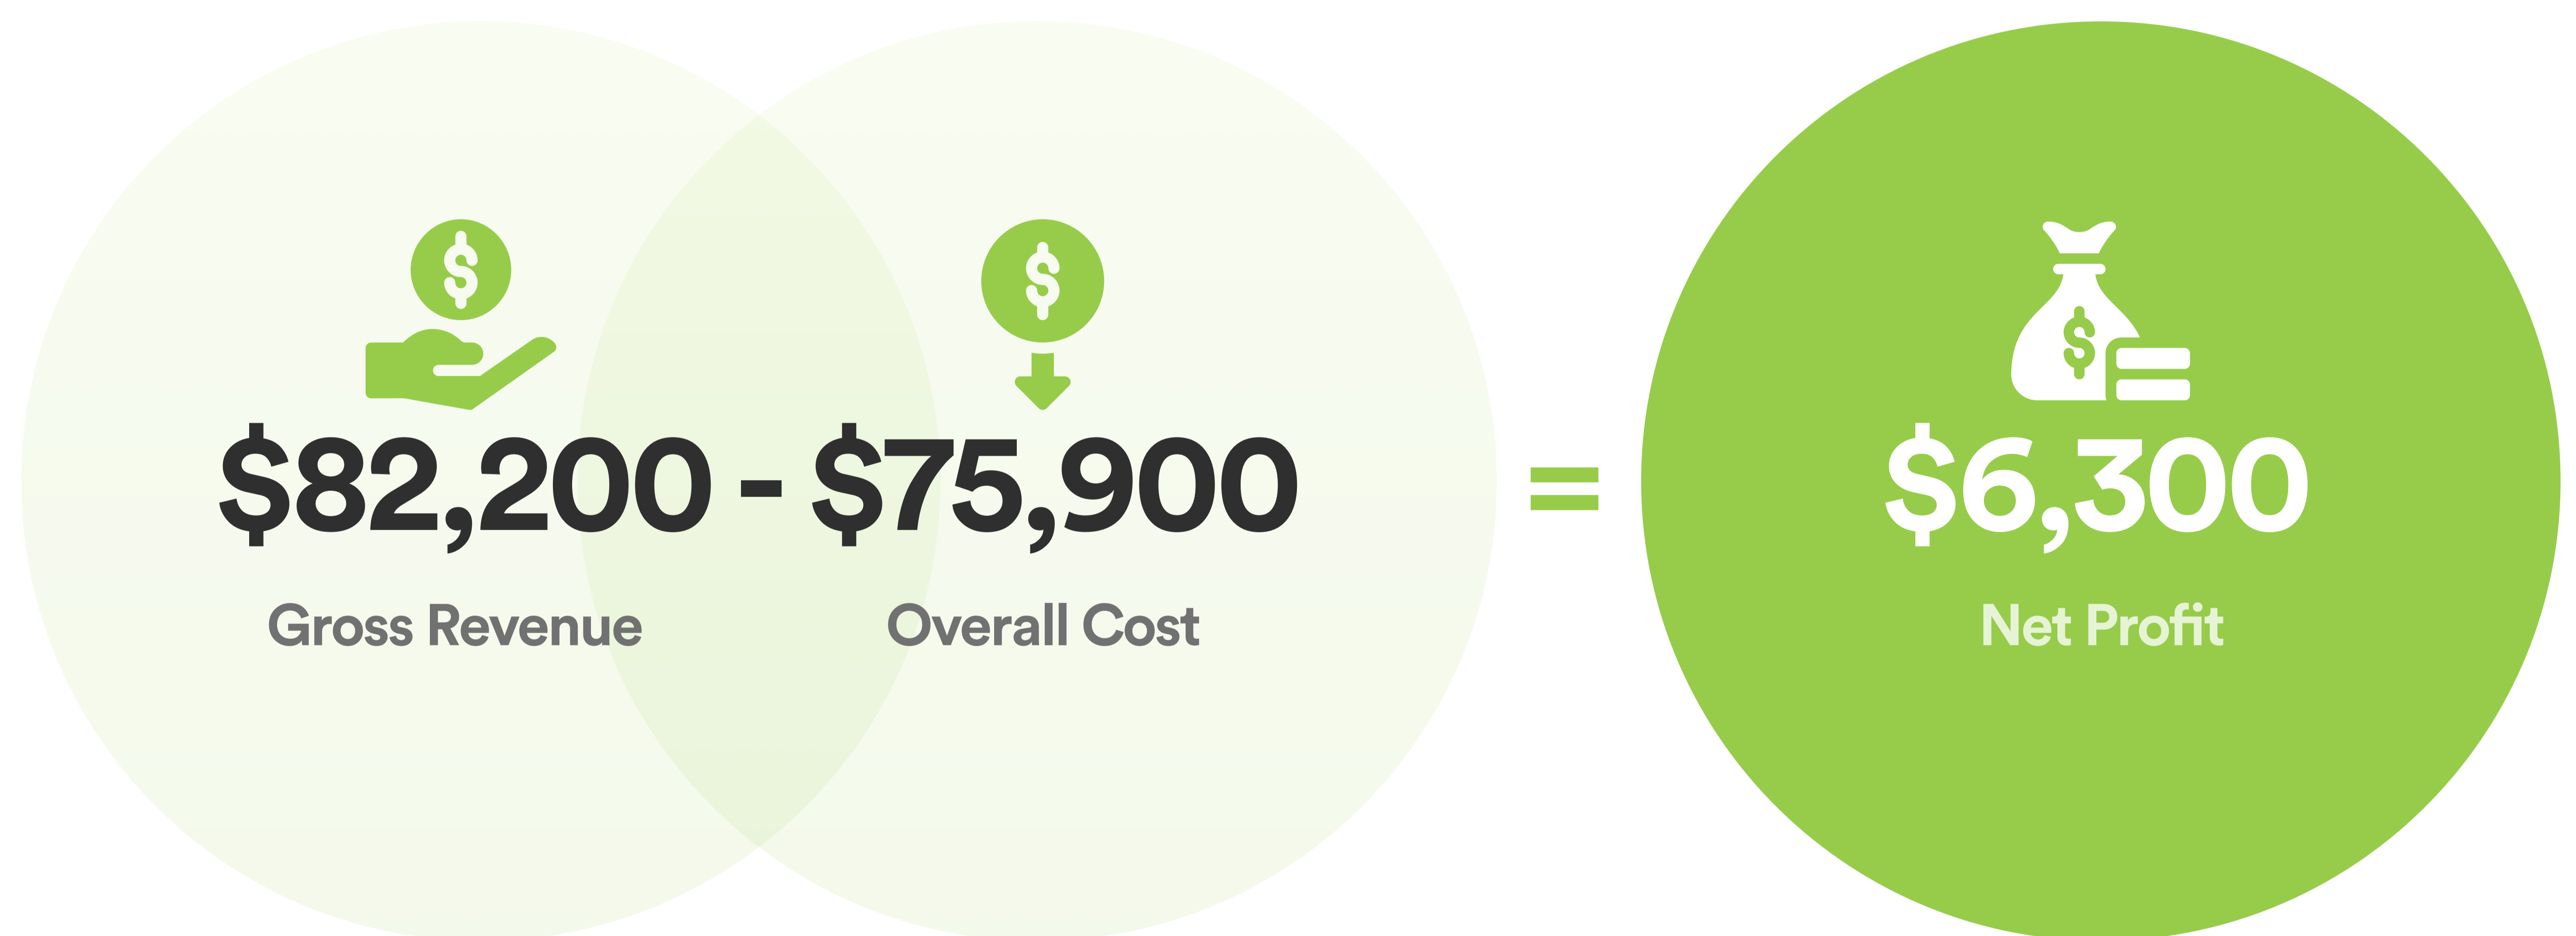 $82,200 - $75,900 = $6,300
Gross Revenue Overall Cost Net Profit